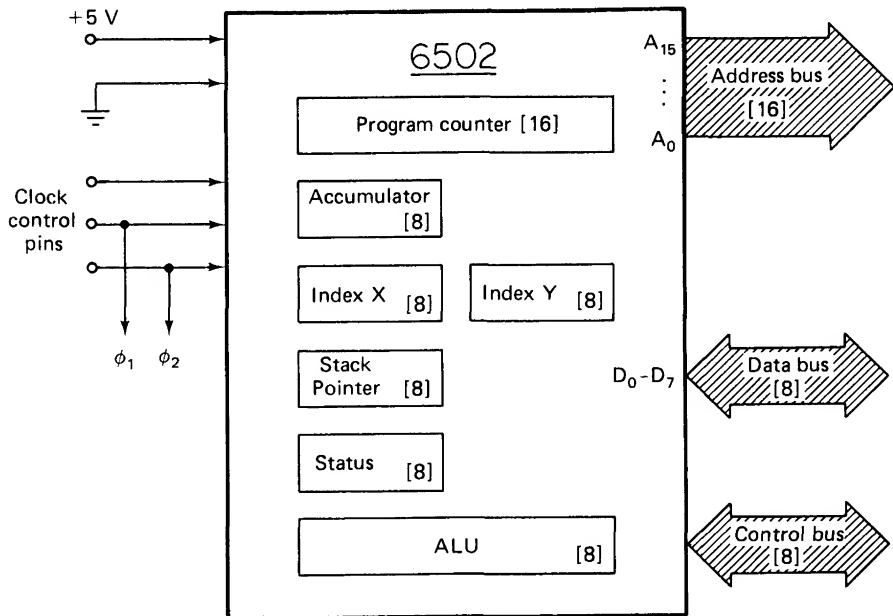 +5 V
6502
A15
⋮
A0
Address bus
[16]
Program counter [16]
Clock
control
pins
Accumulator
[8]
Index X [8]
Index Y [8]
ϕ1
ϕ2
Stack
Pointer [8]
D0-D7
Data bus
[8]
Status [8]
ALU [8]
Control bus
[8]